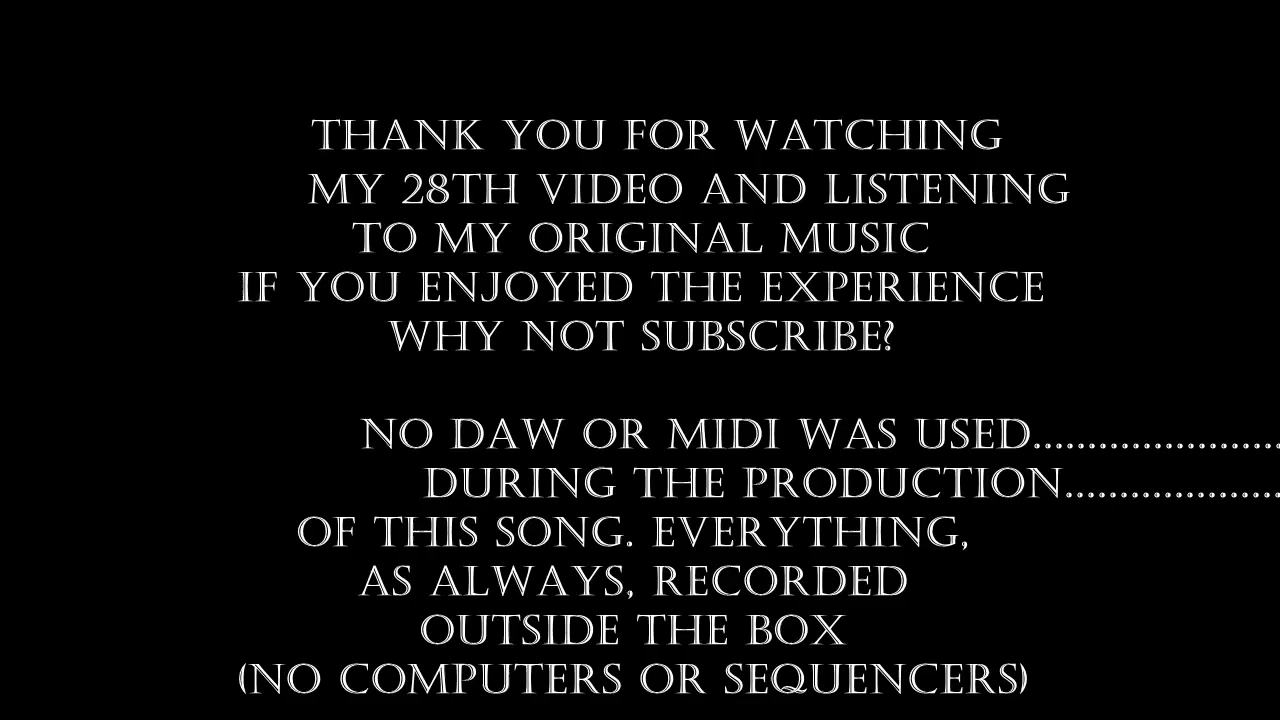 THANK YOU FOR WATCHING
MY 28TH VIDEO AND LISTENING
TO MY ORIGINAL MUSIC
IF YOU ENJOYED THE EXPERIENCE
WHY NOT SUBSCRIBE?
NO DAW OR MIDI WAS USED........................
DURING THE PRODUCTION.....................
OF THIS SONG. EVERYTHING,
AS ALWAYS, RECORDED
OUTSIDE THE BOX
(NO COMPUTERS OR SEQUENCERS)